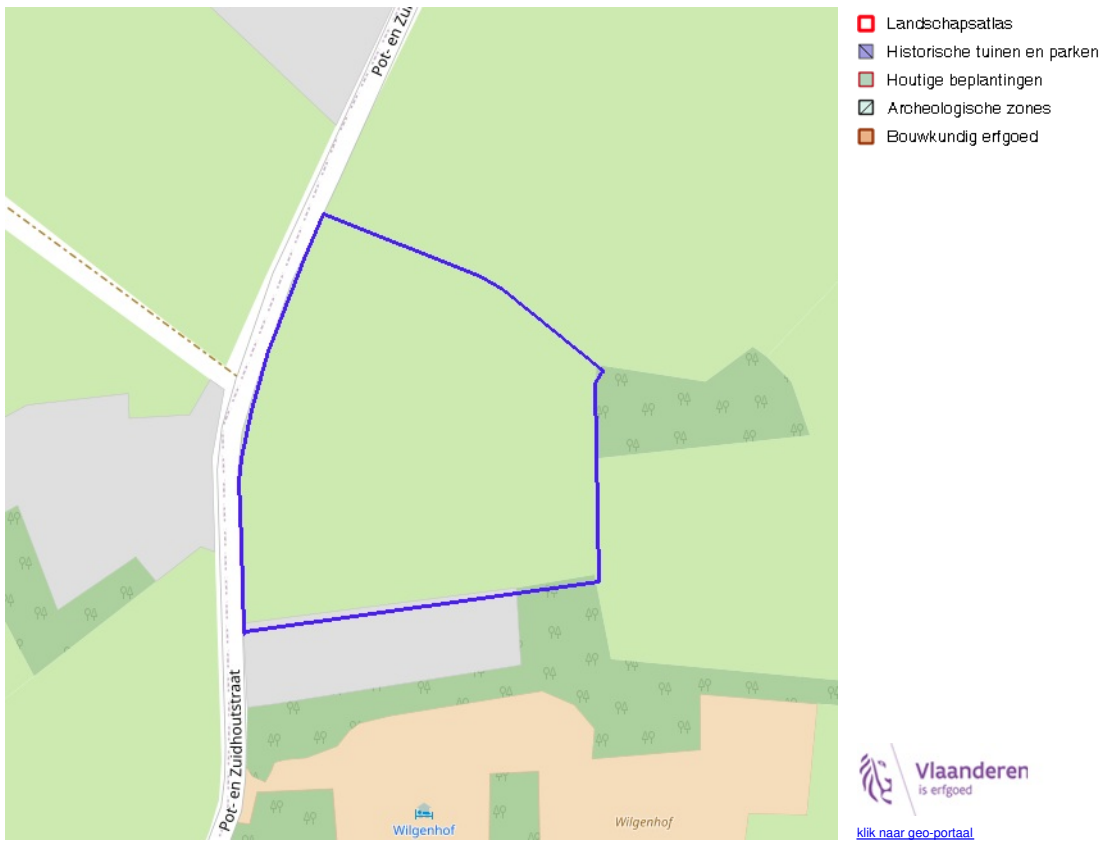 Pot- en Zui
Landschapsatlas
Historische tuinen en parken
Houtige beplantingen
Archeologische zones
Bouwkundig erfgoed
Pot- en Zuidhoutstraat
Wilgenhof
Wilgenhof
Vlaanderen
is erfgoed
klik naar geo-portaal